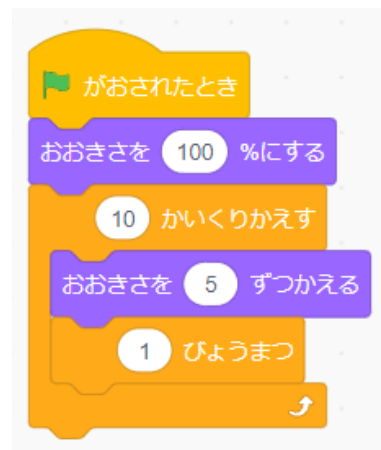 がおされたとき
おおきさを 100 %にする
10 かいくりかえす
おおきさを 5 ずつかえる
1 びょうまつ